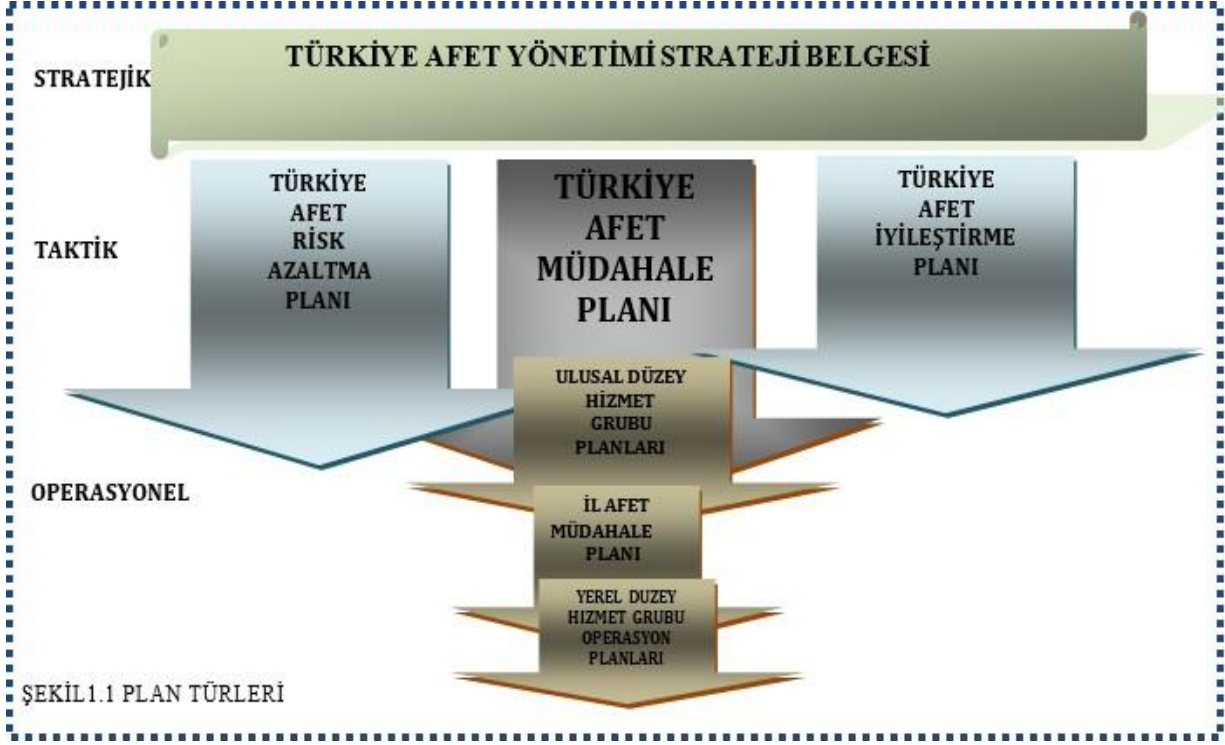 TÜRKİYE AFET YÖNETİMİ STRATEJİ BELGESİ
STRATEJİK
TÜRKİYE
AFET
RİSK
AZALTMA
PLANI
TÜRKİYE
AFET
MÜDAHALE
PLANI
TÜRKİYE
AFET
İYİLEŞTİRME
PLANI
TAKTİK
ULUSAL DÜZEY
HİZMET
GRUBU
PLANLARI
OPERASYONEL
İL AFET
MÜDAHALE
PLANI
YEREL DUZEY
HIZMET GRUBU
OPERASYON
PLANLARI
ŞEKİL1.1 PLAN TÜRLERİ